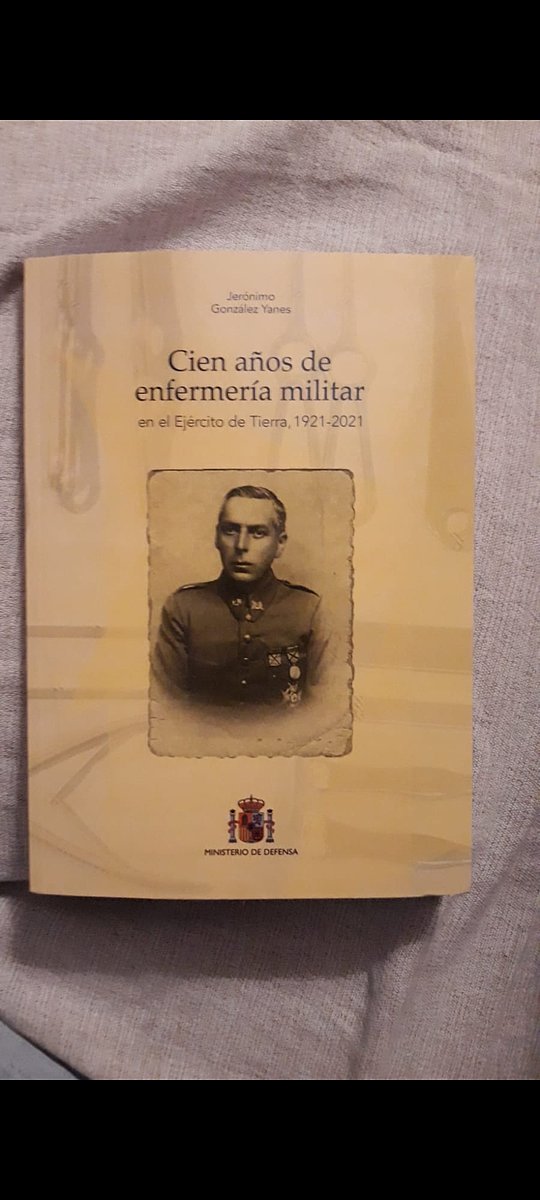 Jerónimo
González Yanes
Cien años de
enfermería militar
en el Ejército de Tierra, 1921-2021
MINISTERIO DE DEFENSA